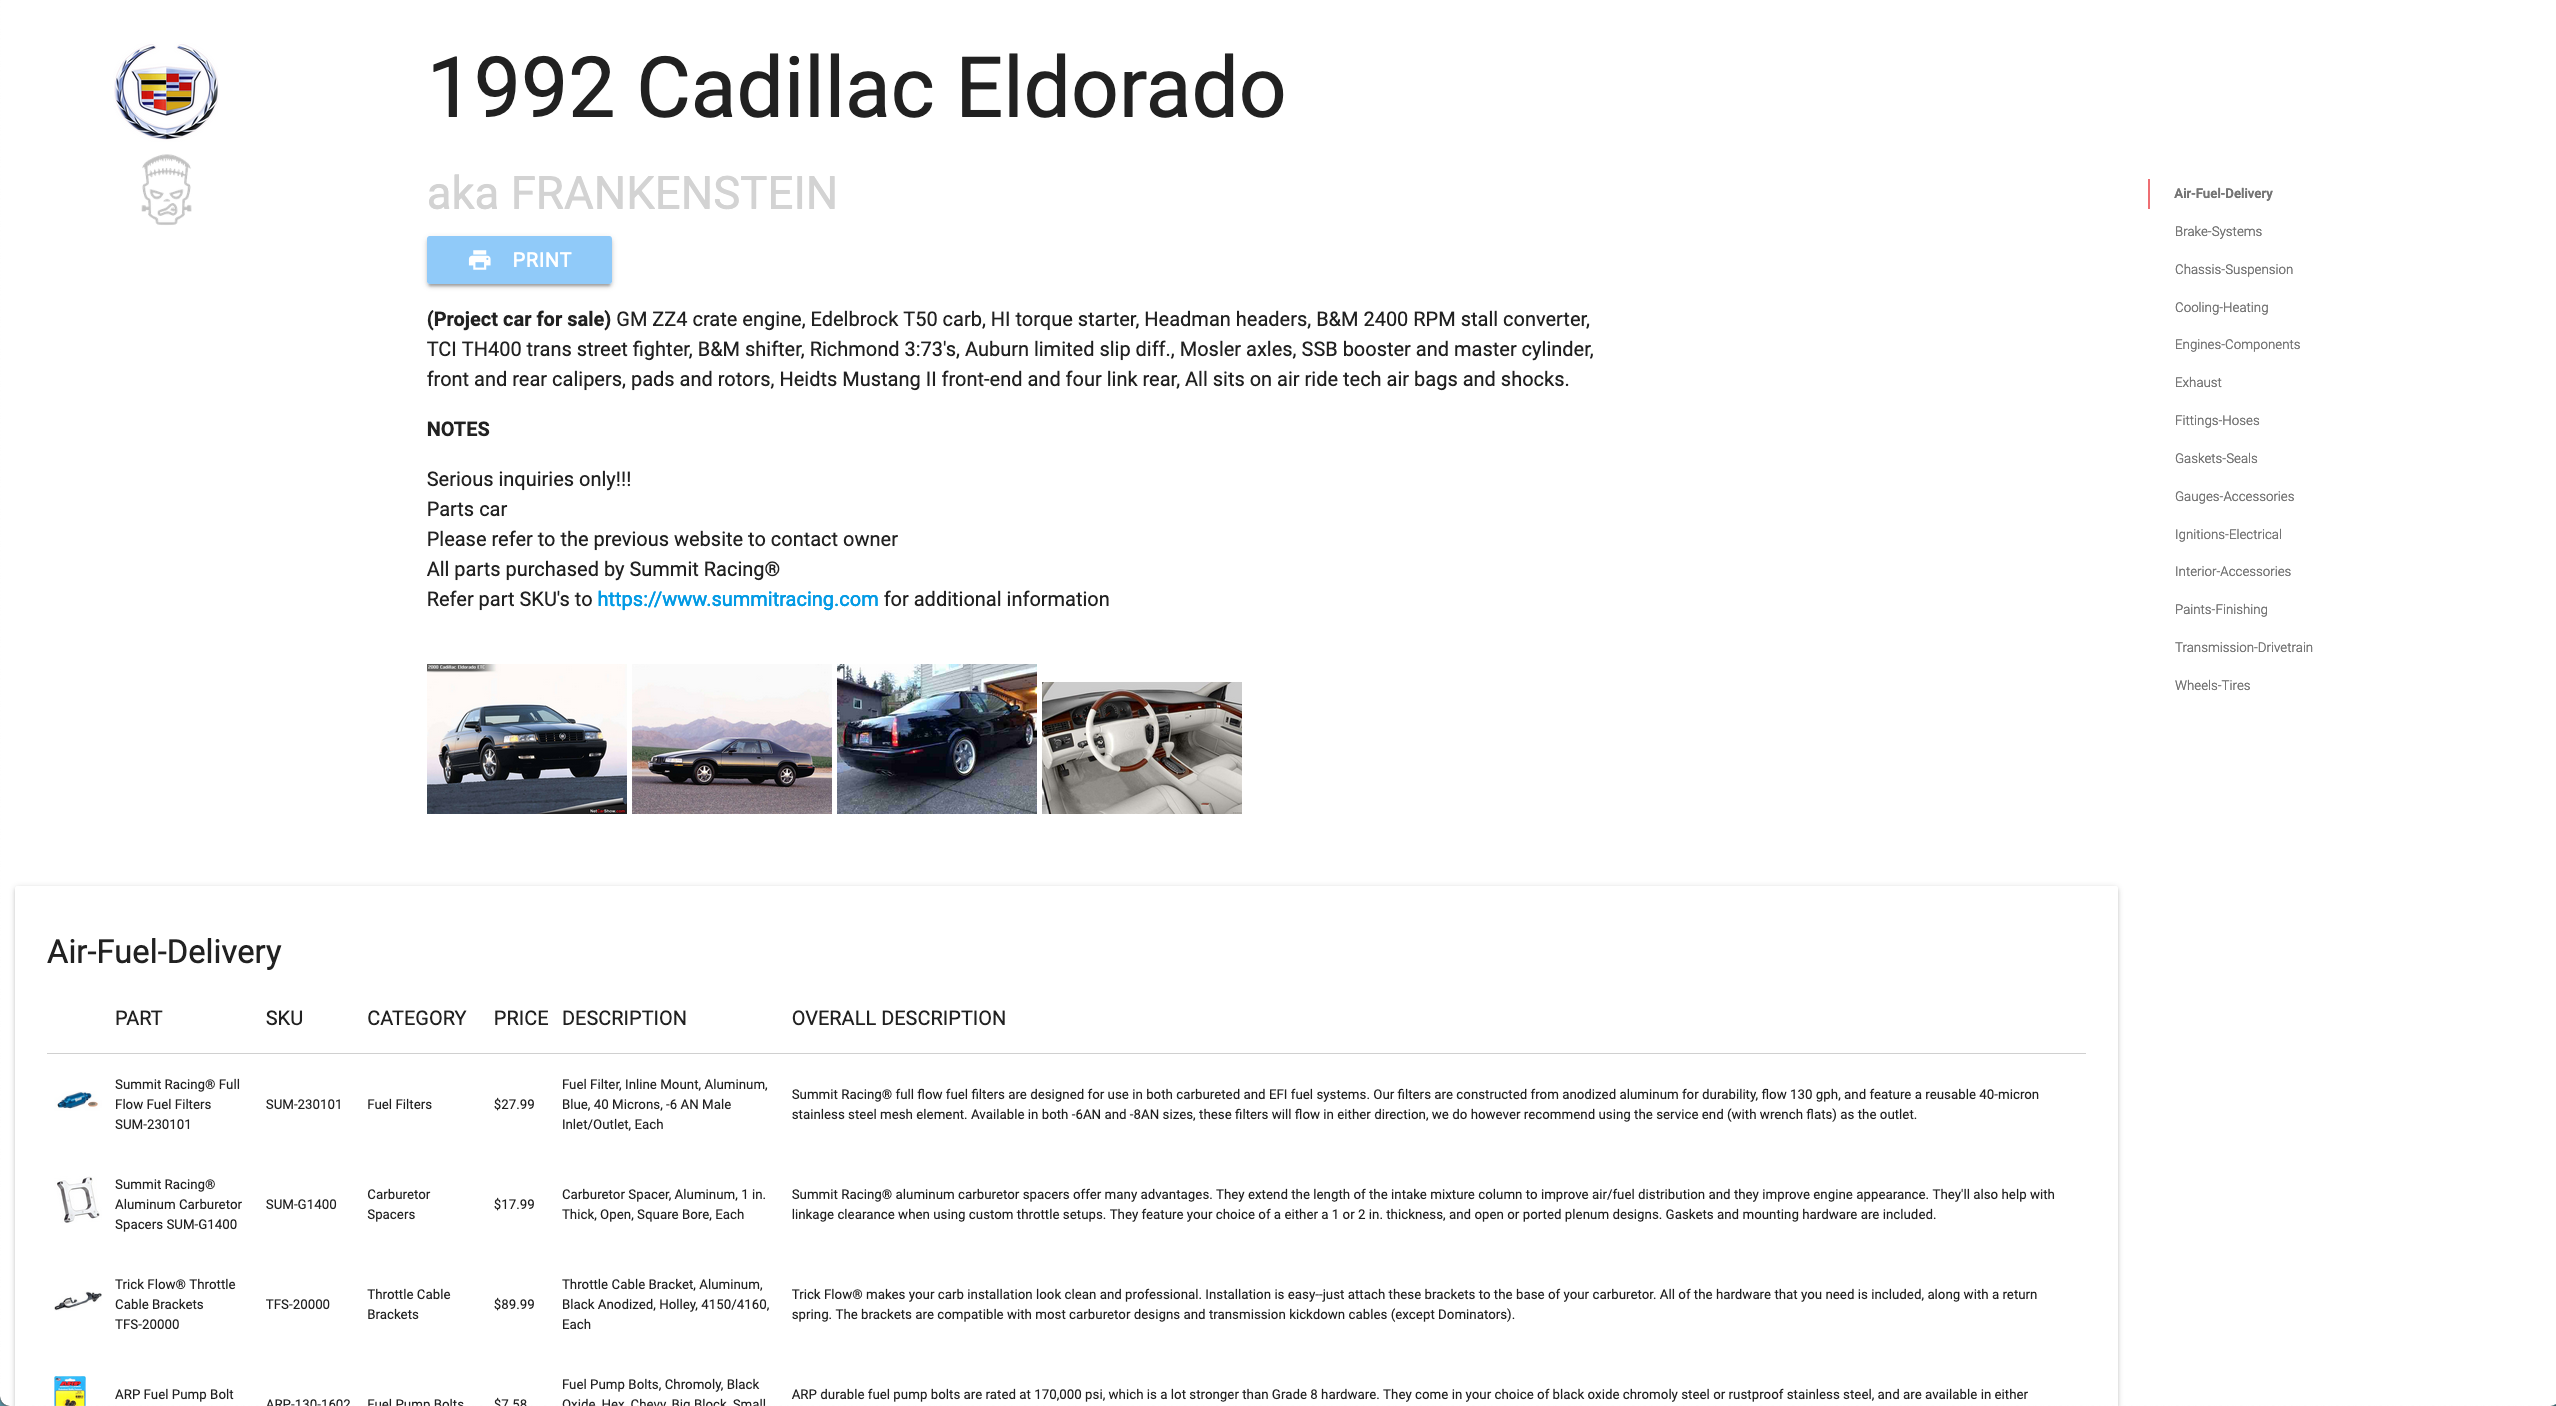 1992 Cadillac Eldorado
aka FRANKENSTEIN
PRINT
(Project car for sale) GM ZZ4 crate engine, Edelbrock T50 carb, HI torque starter, Headman headers, B&M 2400 RPM stall converter,
TCI TH400 trans street fighter, B&M shifter, Richmond 3:73's, Auburn limited slip diff., Mosler axles, SSB booster and master cylinder,
front and rear calipers, pads and rotors, Heidts Mustang II front-end and four link rear, All sits on air ride tech air bags and shocks.
NOTES
Serious inquiries only!!!
Parts car
Please refer to the previous website to contact owner
All parts purchased by Summit Racing®
Refer part SKU's to https://www.summitracing.com for additional information
Air-Fuel-Delivery
Brake-Systems
Chassis-Suspension
Cooling-Heating
Engines-Components
Exhaust
Fittings-Hoses
Gaskets-Seals
Gauges-Accessories
Ignitions-Electrical
Interior-Accessories
Paints-Finishing
Transmission-Drivetrain
Wheels-Tires
Air-Fuel-Delivery
PART SKU CATEGORY PRICE DESCRIPTION OVERALL DESCRIPTION
Summit Racing® Full
Flow Fuel Filters
SUM-230101
SUM-230101
Fuel Filters
$27.99
Fuel Filter, Inline Mount, Aluminum,
Blue, 40 Microns, -6 AN Male
Inlet/Outlet, Each
Summit Racing® full flow fuel filters are designed for use in both carbureted and EFI fuel systems. Our filters are constructed from anodized aluminum for durability, flow 130 gph, and feature a reusable 40-micron
stainless steel mesh element. Available in both -6AN and -8AN sizes, these filters will flow in either direction, we do however recommend using the service end (with wrench flats) as the outlet.
Summit Racing®
Aluminum Carburetor
Spacers SUM-G1400
SUM-G1400
Carburetor
Spacers
$17.99
Carburetor Spacer, Aluminum, 1 in.
Thick, Open, Square Bore, Each
Summit Racing® aluminum carburetor spacers offer many advantages. They extend the length of the intake mixture column to improve air/fuel distribution and they improve engine appearance. They'll also help with
linkage clearance when using custom throttle setups. They feature your choice of a either a 1 or 2 in. thickness, and open or ported plenum designs. Gaskets and mounting hardware are included.
Trick Flow® Throttle
Cable Brackets
TFS-20000
TFS-20000
Throttle Cable
Brackets
$89.99
Throttle Cable Bracket, Aluminum,
Black Anodized, Holley, 4150/4160,
Each
Trick Flow® makes your carb installation look clean and professional. Installation is easy--just attach these brackets to the base of your carburetor. All of the hardware that you need is included, along with a return
spring. The brackets are compatible with most carburetor designs and transmission kickdown cables (except Dominators).
ARP Fuel Pump Bolt
ARP-130-1602
Fuel Pump Bolts
$7.58
Fuel Pump Bolts, Chromoly, Black
Oxide, Hex, Chevy, Big Block, Small
ARP durable fuel pump bolts are rated at 170,000 psi, which is a lot stronger than Grade 8 hardware. They come in your choice of black oxide chromoly steel or rustproof stainless steel, and are available in either